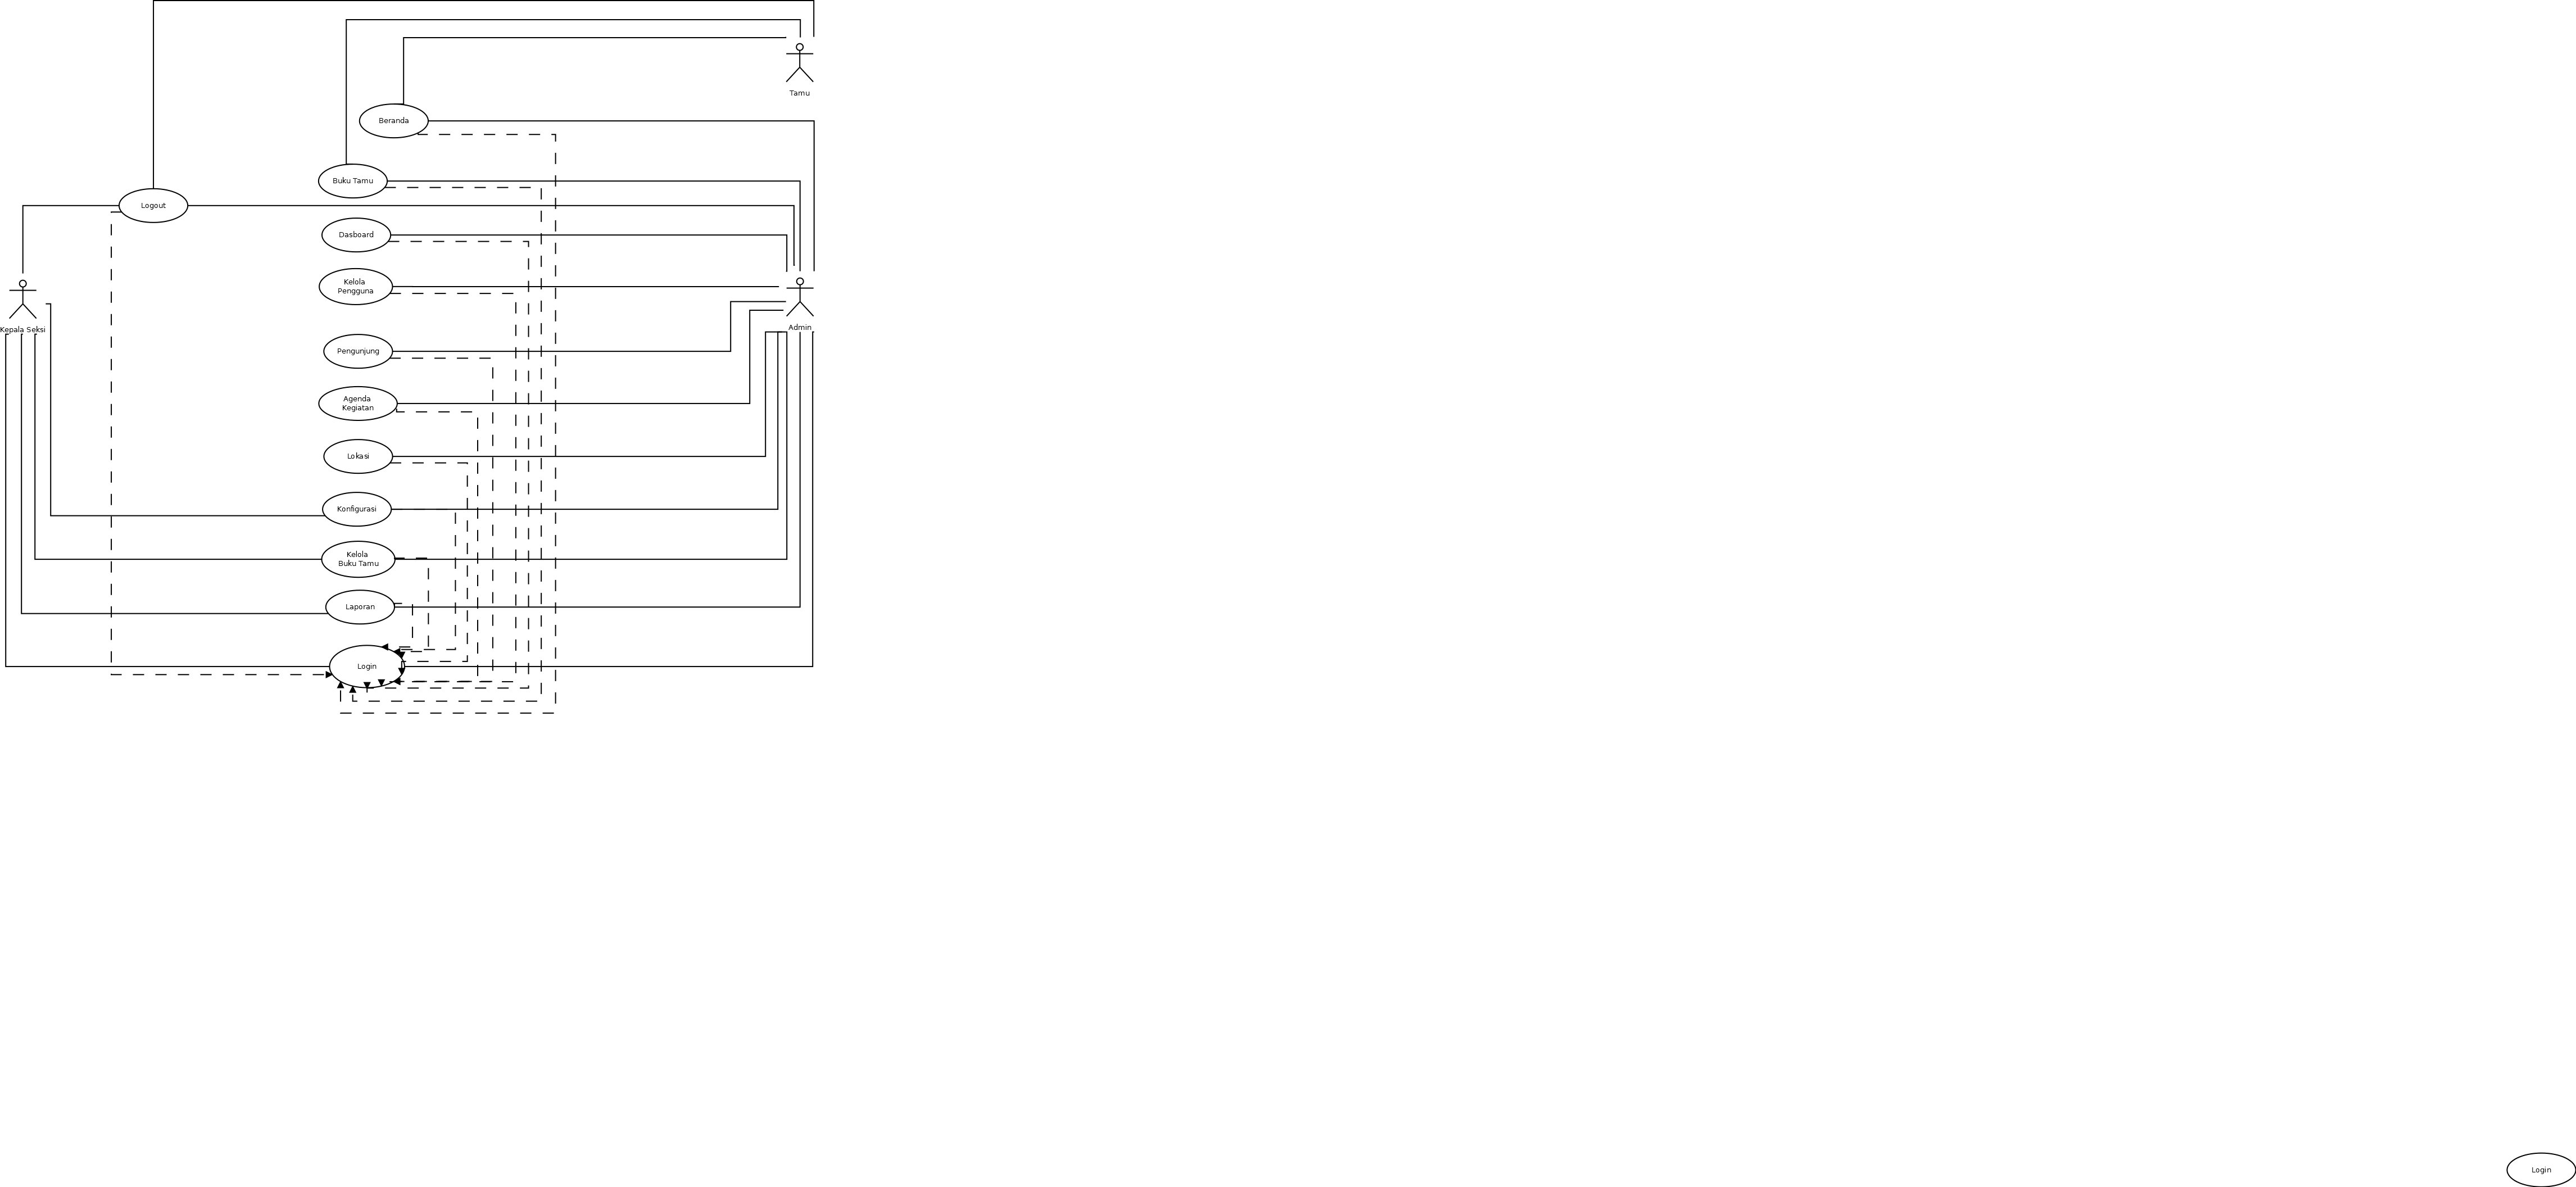 Tamu
Beranda
Buku Tamu
Logout
Dasboard
Kelola
Pengguna
Kepala Seksi
Admin
Pengunjung
Agenda
Kegiatan
Lokasi
Konfigurasi
Kelola
Buku Tamu
Laporan
Login
Login